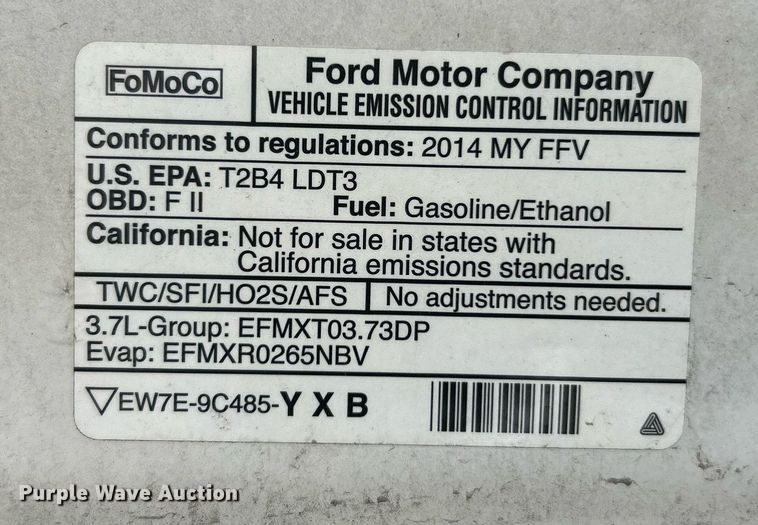 FoMoCo
Ford Motor Company
VEHICLE EMISSION CONTROL INFORMATION
Conforms to regulations: 2014 MY FFV
U.S. EPA: T2B4 LDT3
OBD: F II Fuel: Gasoline/Ethanol
California: Not for sale in states with
California emissions standards.
TWC/SFI/HO2S/AFS No adjustments needed.
3.7L-Group: EFMXT03.73DP
Evap: EFMXR0265NBV
EW7E-9C485-Y X B
Purple Wave Auction